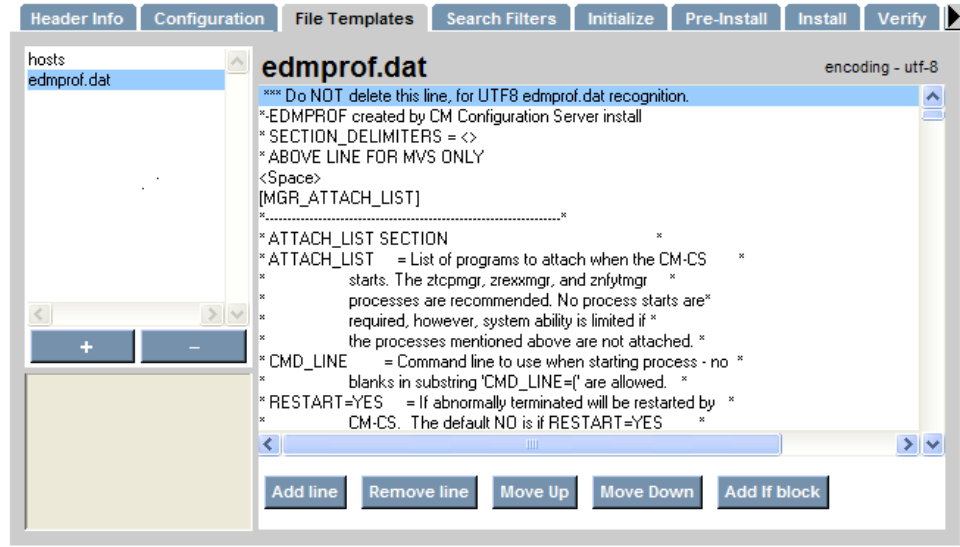 Header Info Configuration File Templates Search Filters Initialize Pre-Install Install Verify
hosts
edmprof.dat
+ –
edmprof.dat encoding - utf-8
*** Do NOT delete this line, for UTF8 edmprof.dat recognition.
*-EDMPROF created by CM Configuration Server install
* SECTION_DELIMITERS = <>
* ABOVE LINE FOR MVS ONLY
<Space>
[MGR_ATTACH_LIST]
*------------------------------------------------------------------*
* ATTACH_LIST SECTION *
* ATTACH_LIST = List of programs to attach when the CM-CS *
* starts. The ztcpmgr, zrexxmgr, and znfytmgr *
* processes are recommended. No process starts are*
* required, however, system ability is limited if *
* the processes mentioned above are not attached. *
* CMD_LINE = Command line to use when starting process - no *
* blanks in substring 'CMD_LINE=(' are allowed. *
* RESTART=YES = If abnormally terminated will be restarted by *
* CM-CS. The default NO is if RESTART=YES *
Add line Remove line Move Up Move Down Add If block